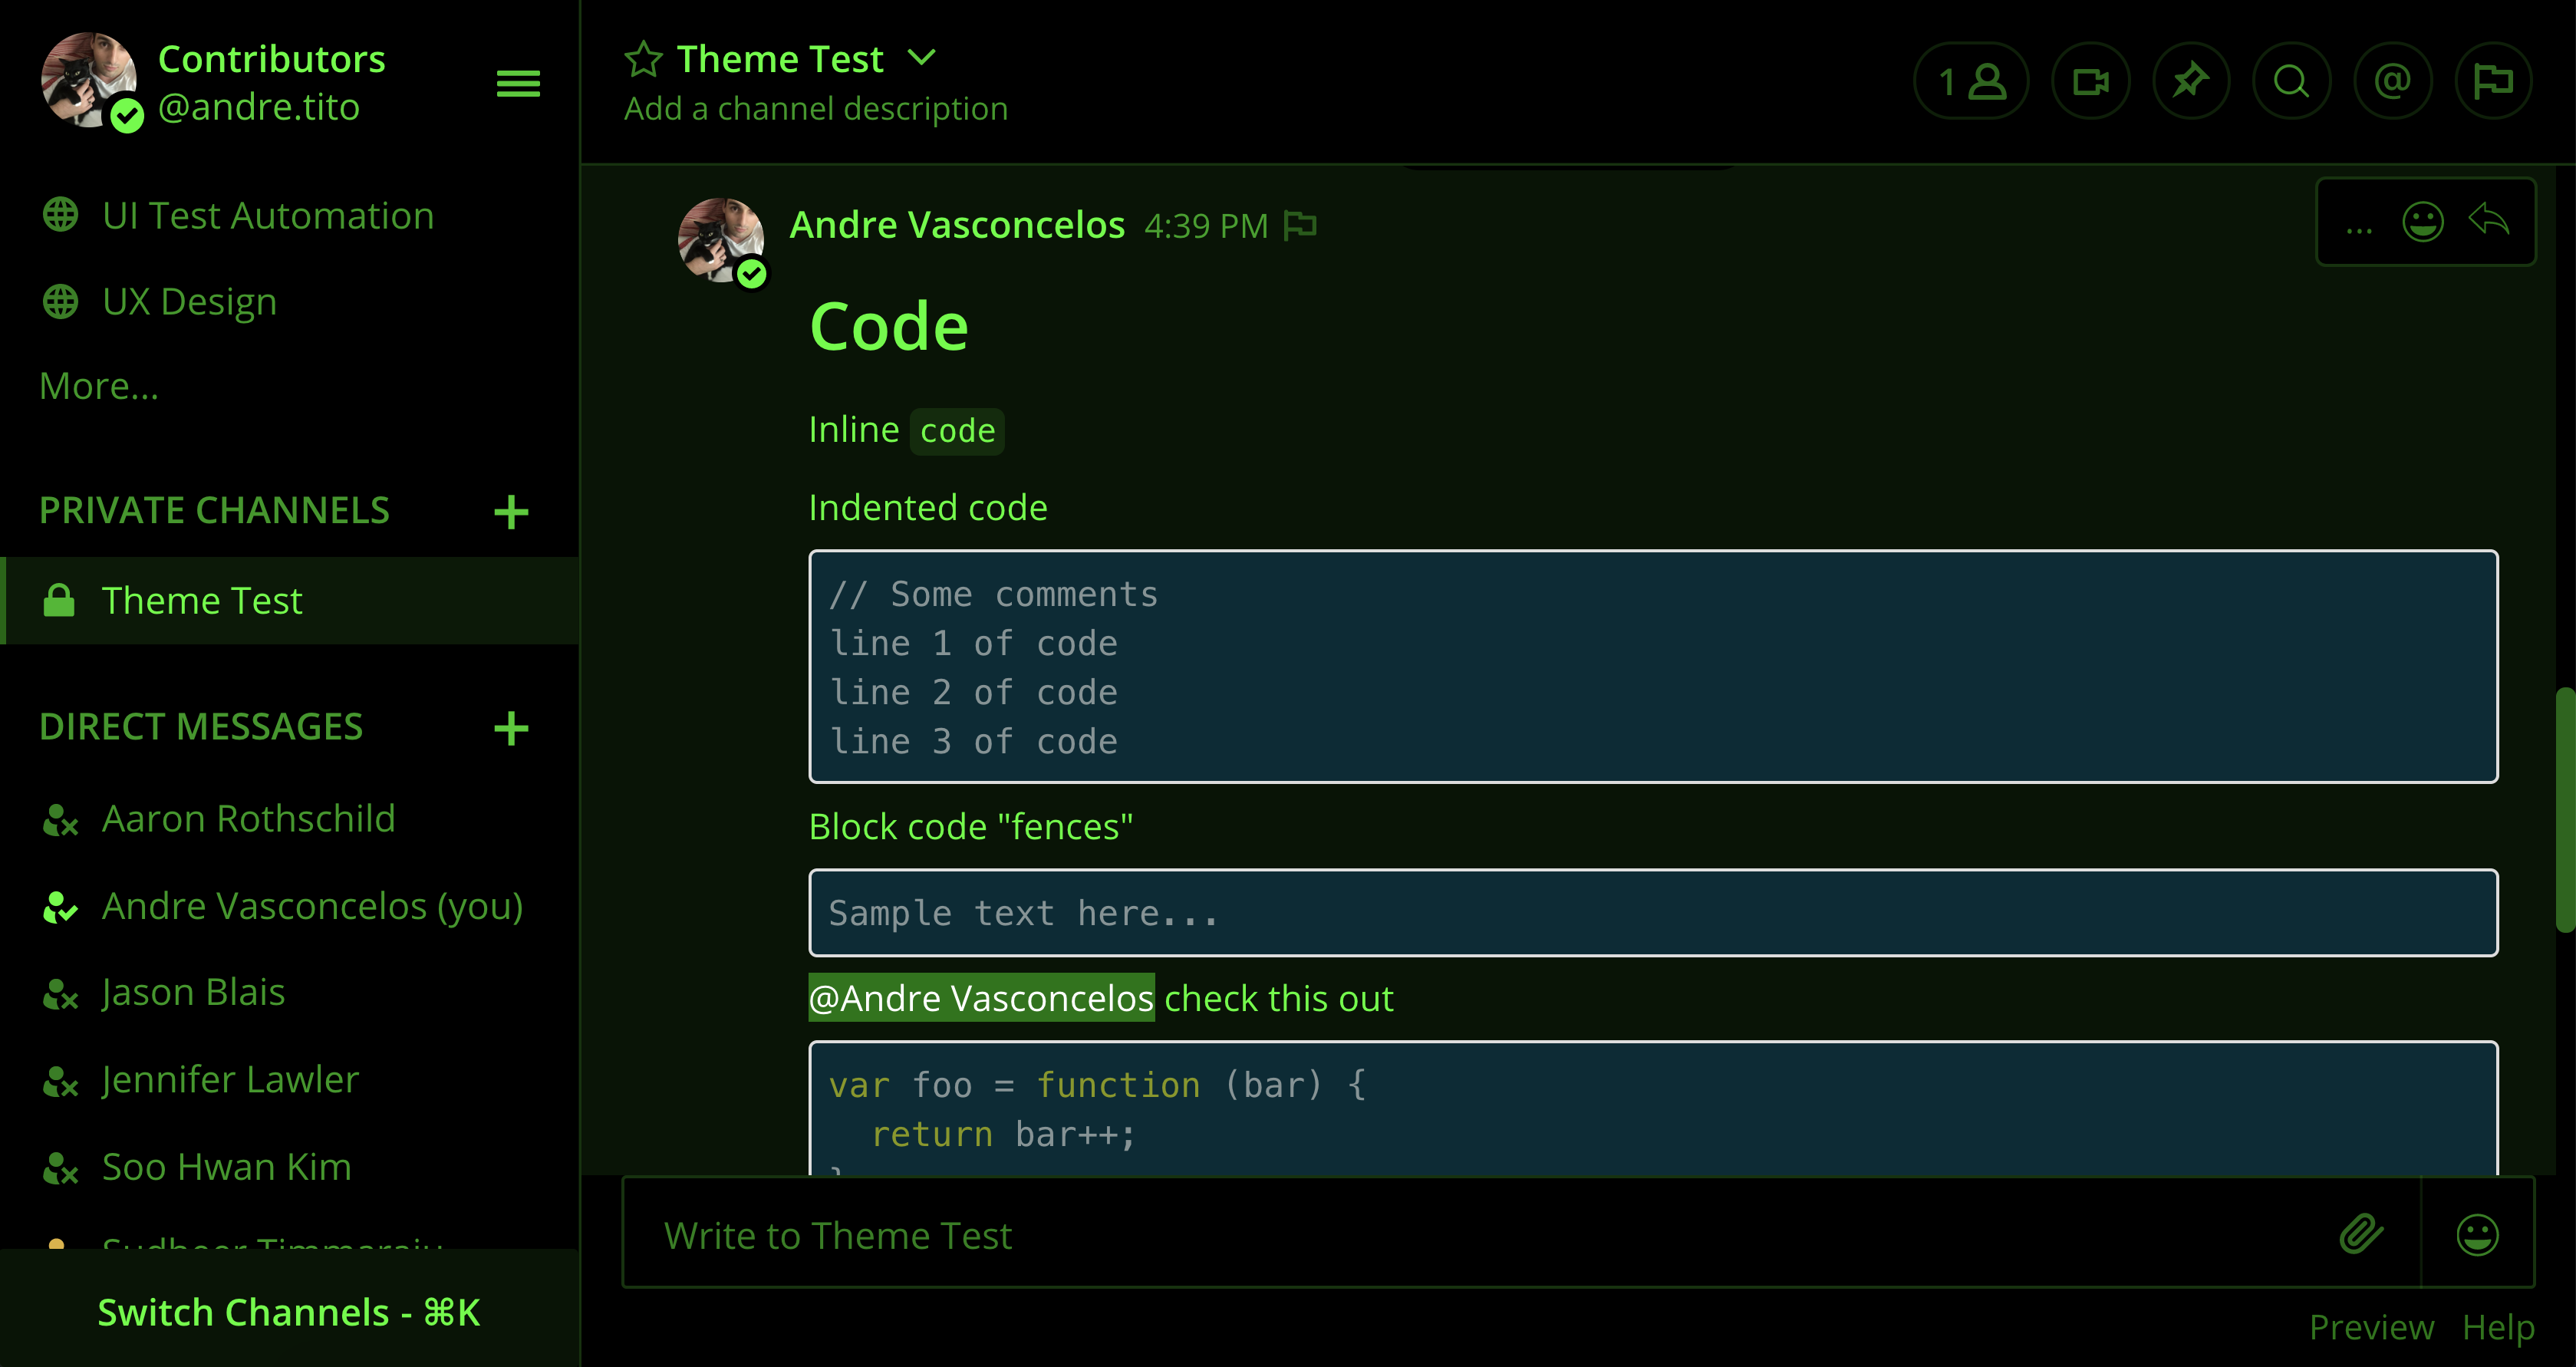 Contributors
@andre.tito
UI Test Automation
UX Design
More...
PRIVATE CHANNELS
Theme Test
DIRECT MESSAGES
Aaron Rothschild
Andre Vasconcelos (you)
Jason Blais
Jennifer Lawler
Soo Hwan Kim
Sudheer Timmaraju
Switch Channels - ⌘K
Theme Test
Add a channel description
1
@
Andre Vasconcelos 4:39 PM
...
Code
Inline code
Indented code
// Some comments
line 1 of code
line 2 of code
line 3 of code
Block code "fences"
Sample text here...
@Andre Vasconcelos check this out
var foo = function (bar) {
  return bar++;
}
Write to Theme Test
Preview Help